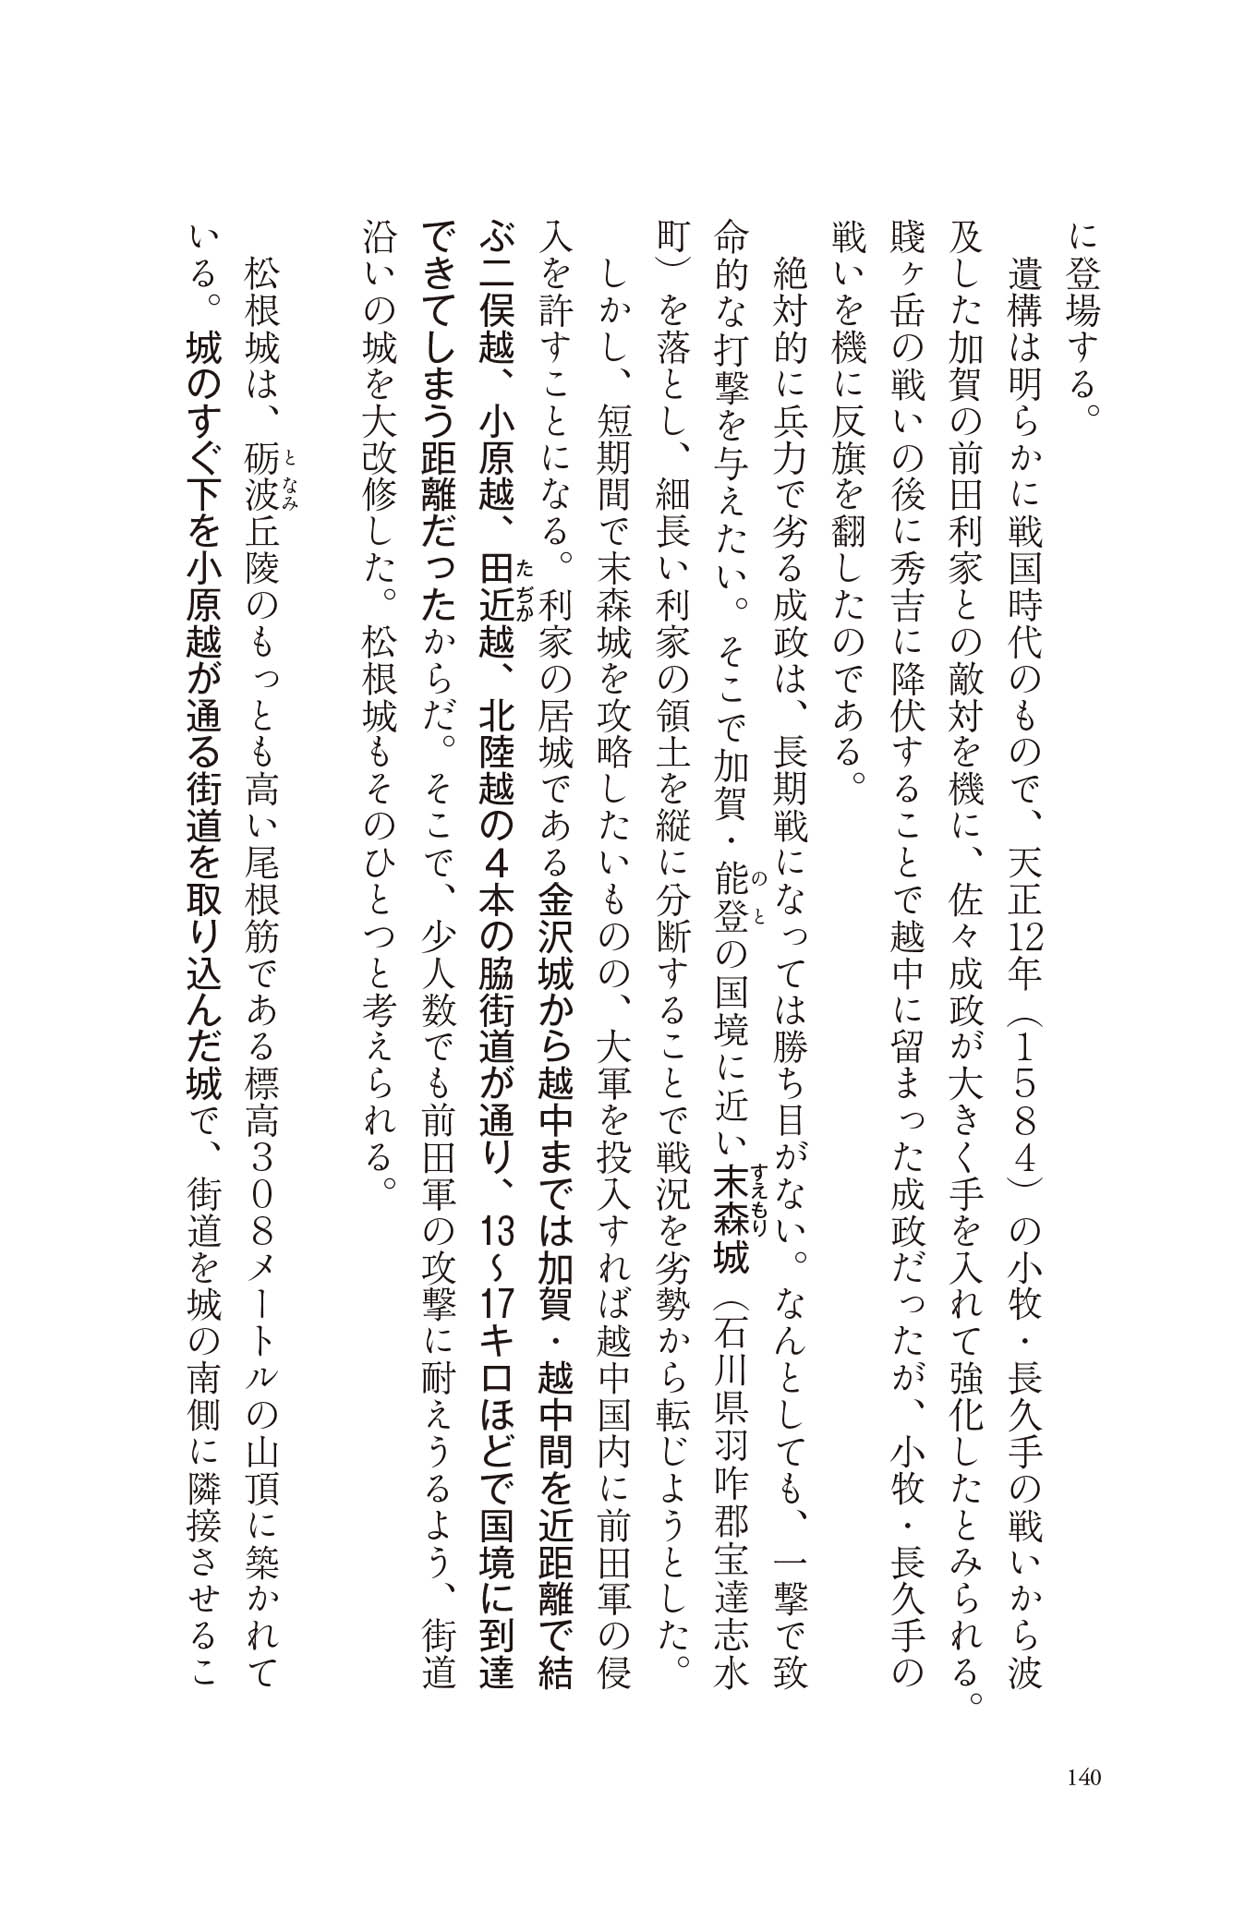 に登場する。
　遺構は明らかに戦国時代のもので、天正12年（１５８４）の小牧・長久手の戦いから波
及した加賀の前田利家との敵対を機に、佐々成政が大きく手を入れて強化したとみられる。
賤ヶ岳の戦いの後に秀吉に降伏することで越中に留まった成政だったが、小牧・長久手の
戦いを機に反旗を翻したのである。
　絶対的に兵力で劣る成政は、長期戦になっては勝ち目がない。なんとしても、一撃で致
命的な打撃を与えたい。そこで加賀・能登の国境に近い末森城（石川県羽咋郡宝達志水
のと
すえもり
町）を落とし、細長い利家の領土を縦に分断することで戦況を劣勢から転じようとした。
　しかし、短期間で末森城を攻略したいものの、大軍を投入すれば越中国内に前田軍の侵
入を許すことになる。利家の居城である金沢城から越中までは加賀・越中間を近距離で結
ぶ二俣越、小原越、田近越、北陸越の４本の脇街道が通り、13〜17キロほどで国境に到達
たぢか
できてしまう距離だったからだ。そこで、少人数でも前田軍の攻撃に耐えうるよう、街道
沿いの城を大改修した。松根城もそのひとつと考えられる。
　松根城は、砺波丘陵のもっとも高い尾根筋である標高３０８メートルの山頂に築かれて
となみ
いる。城のすぐ下を小原越が通る街道を取り込んだ城で、街道を城の南側に隣接させるこ
140